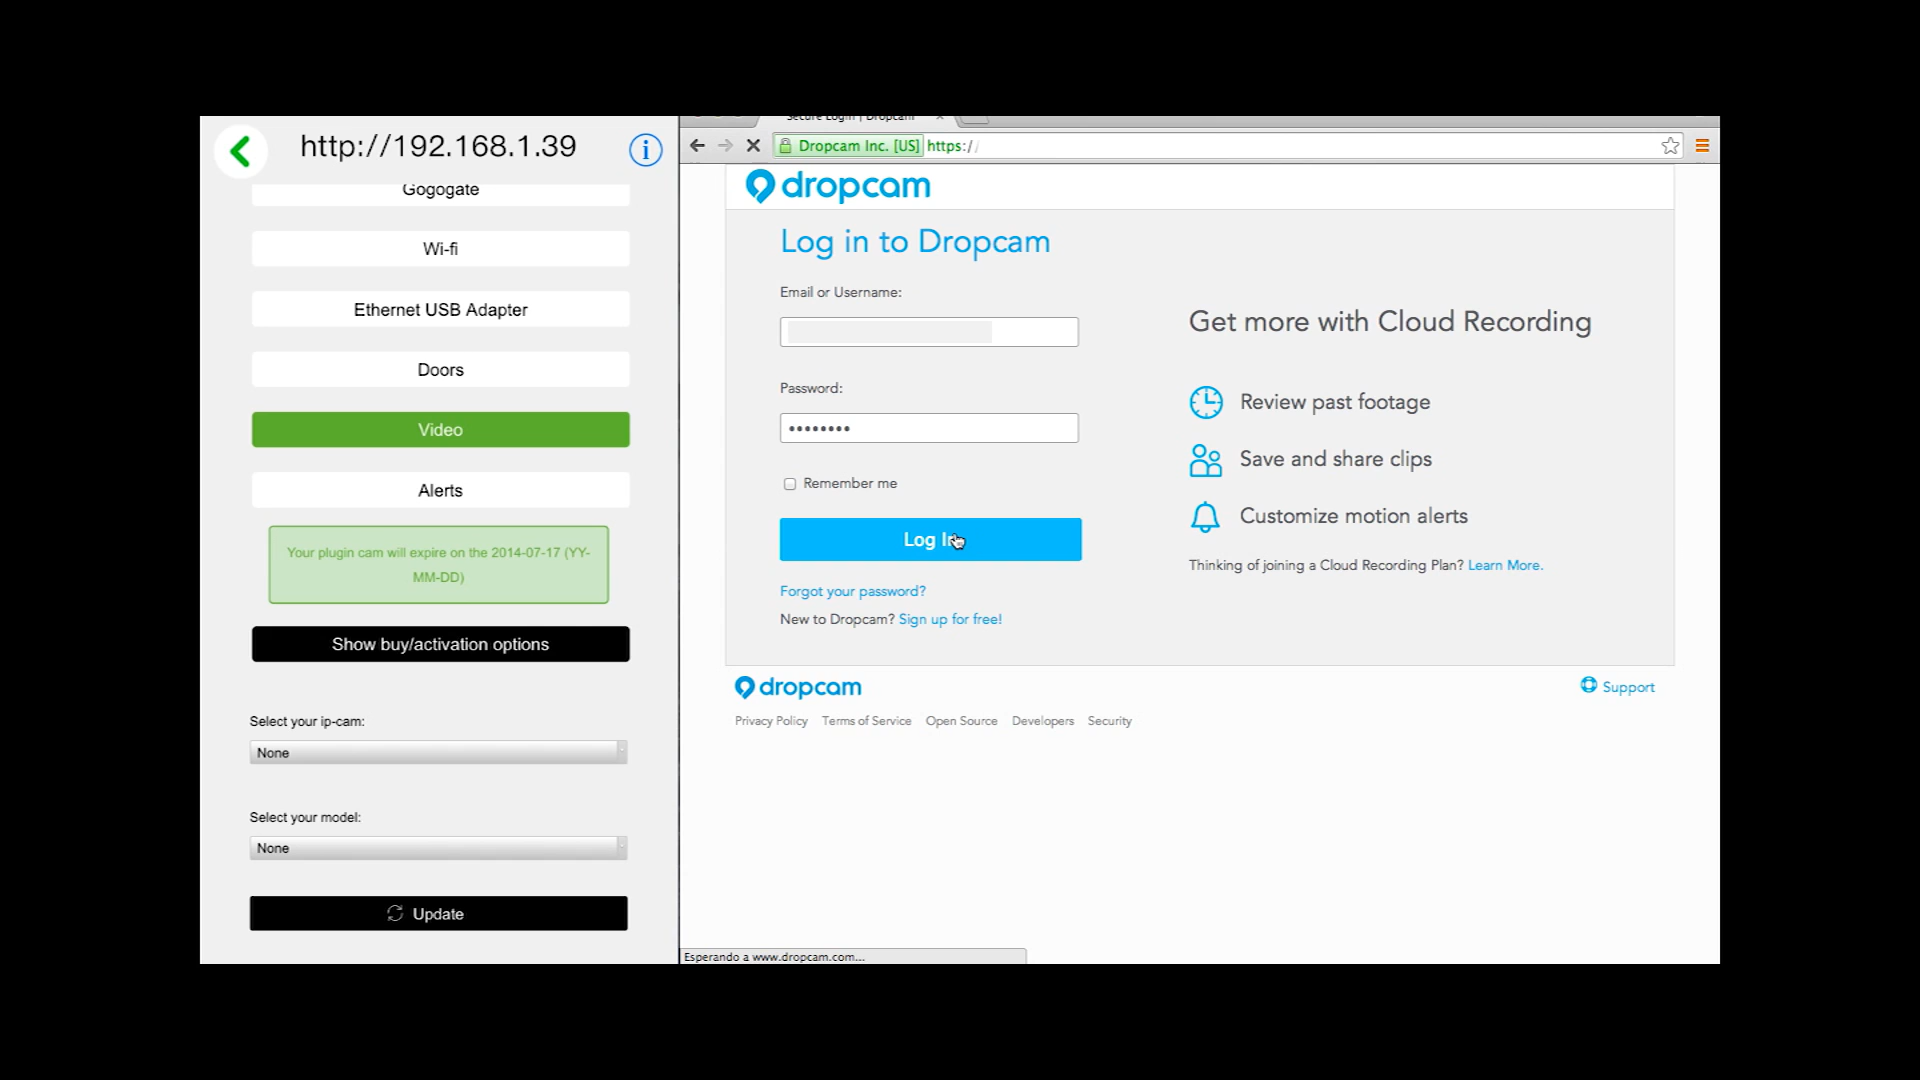 http://192.168.1.39
i
Gogogate
Wi-fi
Ethernet USB Adapter
Doors
Video
Alerts
Your plugin cam will expire on the 2014-07-17 (YY-
MM-DD)
Show buy/activation options
Select your ip-cam:
None
Select your model:
None
Update
Secure Login | Dropcam
Dropcam Inc. [US] https:/
dropcam
Log in to Dropcam
Email or Username:
Password:
Remember me
Log In
Forgot your password?
New to Dropcam? Sign up for free!
Get more with Cloud Recording
Review past footage
Save and share clips
Customize motion alerts
Thinking of joining a Cloud Recording Plan? Learn More.
dropcam
Support
Privacy Policy Terms of Service Open Source Developers Security
Esperando a www.dropcam.com...